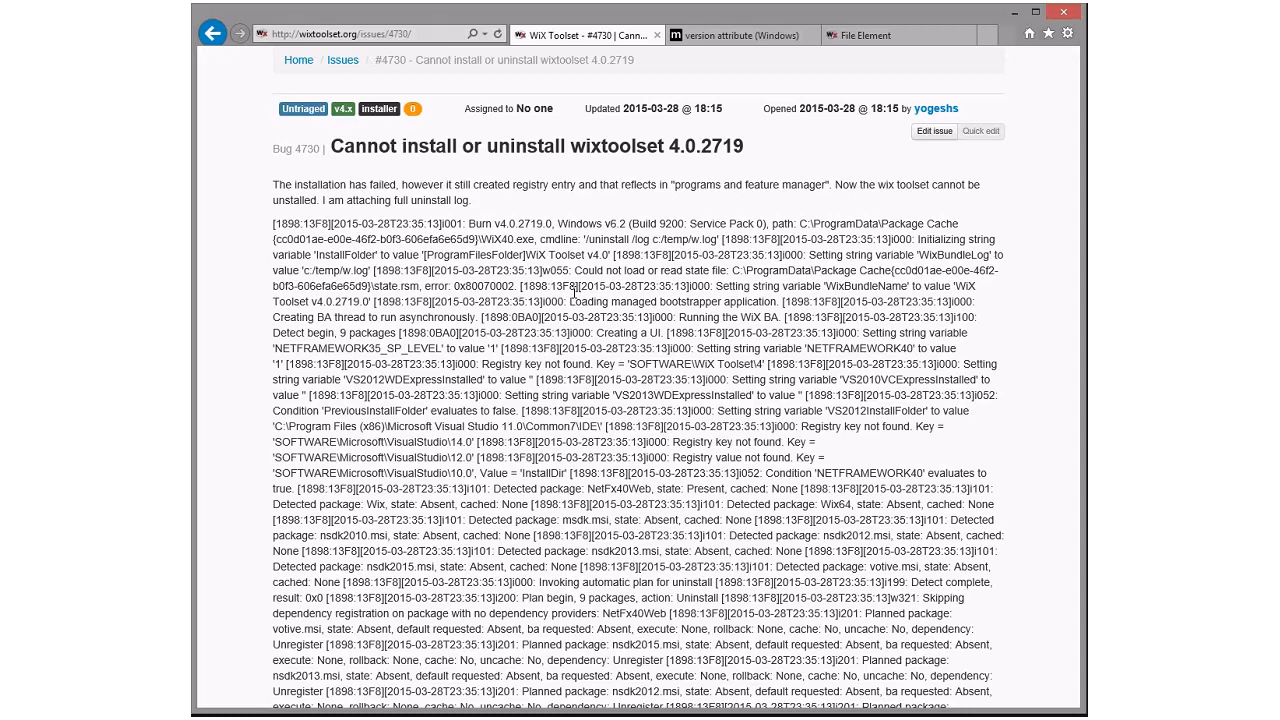 http://wixtoolset.org/issues/4730/
WiX Toolset - #4730 | Cann...
version attribute (Windows)
File Element
Home / Issues / #4730 - Cannot install or uninstall wixtoolset 4.0.2719
Untriaged v4.x installer 0 Assigned to No one Updated 2015-03-28 @ 18:15 Opened 2015-03-28 @ 18:15 by yogeshs
Edit issue Quick edit
Bug 4730 | Cannot install or uninstall wixtoolset 4.0.2719
The installation has failed, however it still created registry entry and that reflects in "programs and feature manager". Now the wix toolset cannot be
unstalled. I am attaching full uninstall log.
[1898:13F8][2015-03-28T23:35:13]i001: Burn v4.0.2719.0, Windows v6.2 (Build 9200: Service Pack 0), path: C:\ProgramData\Package Cache
{cc0d01ae-e00e-46f2-b0f3-606efa6e65d9}\WiX40.exe, cmdline: '/uninstall /log c:/temp/w.log' [1898:13F8][2015-03-28T23:35:13]i000: Initializing string
variable 'InstallFolder' to value '[ProgramFilesFolder]WiX Toolset v4.0' [1898:13F8][2015-03-28T23:35:13]i000: Setting string variable 'WixBundleLog' to
value 'c:/temp/w.log' [1898:13F8][2015-03-28T23:35:13]w055: Could not load or read state file: C:\ProgramData\Package Cache{cc0d01ae-e00e-46f2-
b0f3-606efa6e65d9}\state.rsm, error: 0x80070002. [1898:13F8][2015-03-28T23:35:13]i000: Setting string variable 'WixBundleName' to value 'WiX
Toolset v4.0.2719.0' [1898:13F8][2015-03-28T23:35:13]i000: Loading managed bootstrapper application. [1898:13F8][2015-03-28T23:35:13]i000:
Creating BA thread to run asynchronously. [1898:0BA0][2015-03-28T23:35:13]i000: Running the WiX BA. [1898:13F8][2015-03-28T23:35:13]i100:
Detect begin, 9 packages [1898:0BA0][2015-03-28T23:35:13]i000: Creating a UI. [1898:13F8][2015-03-28T23:35:13]i000: Setting string variable
'NETFRAMEWORK35_SP_LEVEL' to value '1' [1898:13F8][2015-03-28T23:35:13]i000: Setting string variable 'NETFRAMEWORK40' to value
'1' [1898:13F8][2015-03-28T23:35:13]i000: Registry key not found. Key = 'SOFTWARE\WiX Toolset\4' [1898:13F8][2015-03-28T23:35:13]i000: Setting
string variable 'VS2012WDExpressInstalled' to value '' [1898:13F8][2015-03-28T23:35:13]i000: Setting string variable 'VS2010VCExpressInstalled' to
value '' [1898:13F8][2015-03-28T23:35:13]i000: Setting string variable 'VS2013WDExpressInstalled' to value '' [1898:13F8][2015-03-28T23:35:13]i052:
Condition 'PreviousInstallFolder' evaluates to false. [1898:13F8][2015-03-28T23:35:13]i000: Setting string variable 'VS2012InstallFolder' to value
'C:\Program Files (x86)\Microsoft Visual Studio 11.0\Common7\IDE\' [1898:13F8][2015-03-28T23:35:13]i000: Registry key not found. Key =
'SOFTWARE\Microsoft\VisualStudio\14.0' [1898:13F8][2015-03-28T23:35:13]i000: Registry key not found. Key =
'SOFTWARE\Microsoft\VisualStudio\12.0' [1898:13F8][2015-03-28T23:35:13]i000: Registry value not found. Key =
'SOFTWARE\Microsoft\VisualStudio\10.0', Value = 'InstallDir' [1898:13F8][2015-03-28T23:35:13]i052: Condition 'NETFRAMEWORK40' evaluates to
true. [1898:13F8][2015-03-28T23:35:13]i101: Detected package: NetFx40Web, state: Present, cached: None [1898:13F8][2015-03-28T23:35:13]i101:
Detected package: Wix, state: Absent, cached: None [1898:13F8][2015-03-28T23:35:13]i101: Detected package: Wix64, state: Absent, cached: None
[1898:13F8][2015-03-28T23:35:13]i101: Detected package: msdk.msi, state: Absent, cached: None [1898:13F8][2015-03-28T23:35:13]i101: Detected
package: nsdk2010.msi, state: Absent, cached: None [1898:13F8][2015-03-28T23:35:13]i101: Detected package: nsdk2012.msi, state: Absent, cached:
None [1898:13F8][2015-03-28T23:35:13]i101: Detected package: nsdk2013.msi, state: Absent, cached: None [1898:13F8][2015-03-28T23:35:13]i101:
Detected package: nsdk2015.msi, state: Absent, cached: None [1898:13F8][2015-03-28T23:35:13]i101: Detected package: votive.msi, state: Absent,
cached: None [1898:13F8][2015-03-28T23:35:13]i000: Invoking automatic plan for uninstall [1898:13F8][2015-03-28T23:35:13]i199: Detect complete,
result: 0x0 [1898:13F8][2015-03-28T23:35:13]i200: Plan begin, 9 packages, action: Uninstall [1898:13F8][2015-03-28T23:35:13]w321: Skipping
dependency registration on package with no dependency providers: NetFx40Web [1898:13F8][2015-03-28T23:35:13]i201: Planned package:
votive.msi, state: Absent, default requested: Absent, ba requested: Absent, execute: None, rollback: None, cache: No, uncache: No, dependency:
Unregister [1898:13F8][2015-03-28T23:35:13]i201: Planned package: nsdk2015.msi, state: Absent, default requested: Absent, ba requested: Absent,
execute: None, rollback: None, cache: No, uncache: No, dependency: Unregister [1898:13F8][2015-03-28T23:35:13]i201: Planned package:
nsdk2013.msi, state: Absent, default requested: Absent, ba requested: Absent, execute: None, rollback: None, cache: No, uncache: No, dependency:
Unregister [1898:13F8][2015-03-28T23:35:13]i201: Planned package: nsdk2012.msi, state: Absent, default requested: Absent, ba requested: Absent,
execute: None, rollback: None, cache: No, uncache: No, dependency: Unregister [1898:13F8][2015-03-28T23:35:13]i201: Planned package: